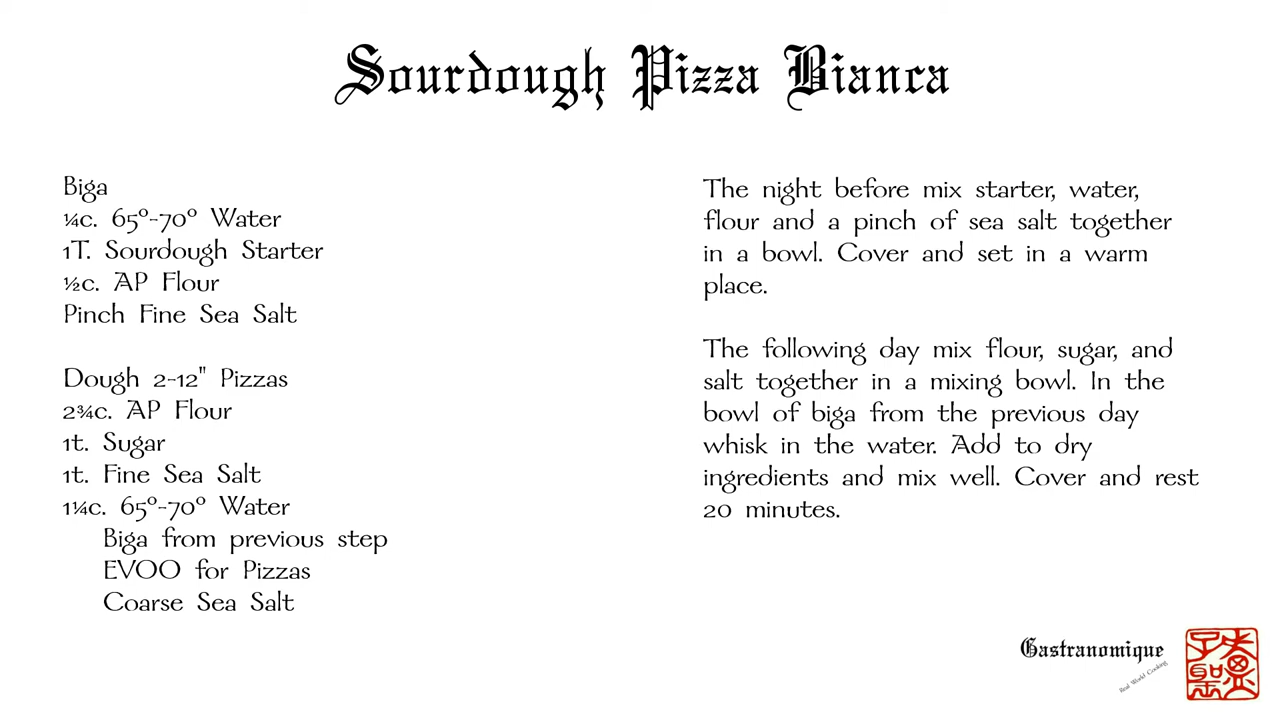 Sourdough Pizza Bianca
Biga
¼c. 65º-70º Water
1T. Sourdough Starter
½c. AP Flour
Pinch Fine Sea Salt
Dough 2-12" Pizzas
2¾c. AP Flour
1t. Sugar
1t. Fine Sea Salt
1¼c. 65º-70º Water
Biga from previous step
EVOO for Pizzas
Coarse Sea Salt
The night before mix starter, water,
flour and a pinch of sea salt together
in a bowl. Cover and set in a warm
place.
The following day mix flour, sugar, and
salt together in a mixing bowl. In the
bowl of biga from the previous day
whisk in the water. Add to dry
ingredients and mix well. Cover and rest
20 minutes.
Gastranomique
Real World Cooking